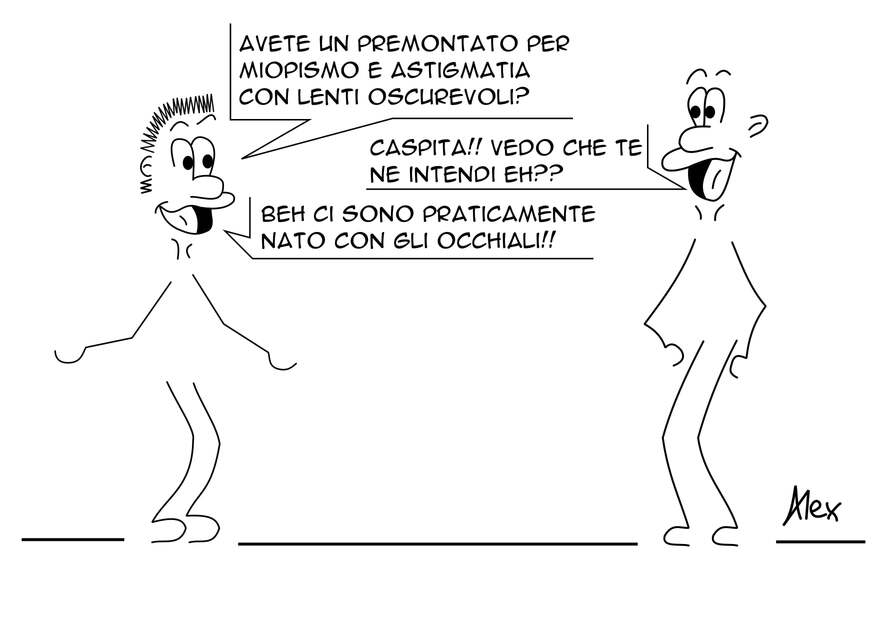 AVETE UN PREMONTATO PER
MIOPISMO E ASTIGMATIA
CON LENTI OSCUREVOLI?
CASPITA!! VEDO CHE TE
NE INTENDI EH??
BEH CI SONO PRATICAMENTE
NATO CON GLI OCCHIALI!!
Alex